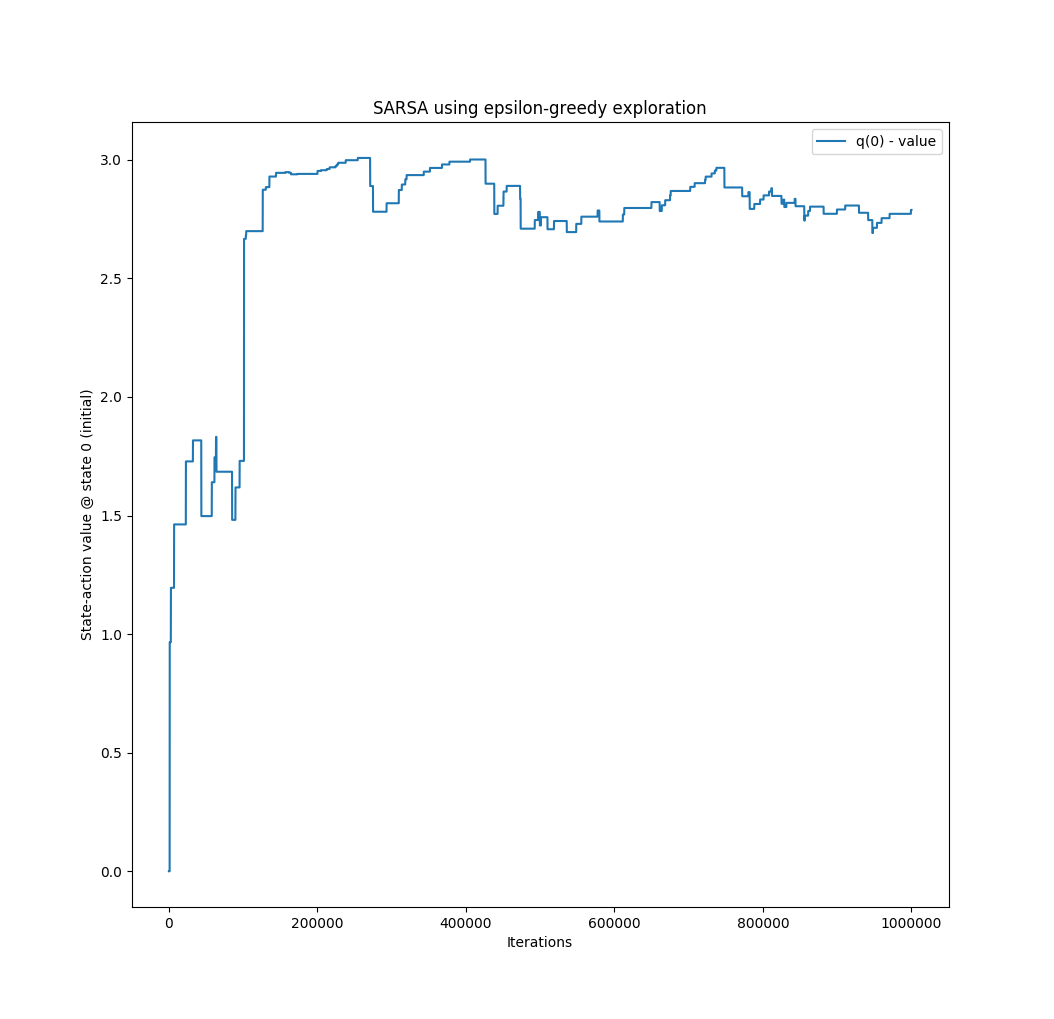 SARSA using epsilon-greedy exploration
q(0) - value
State-action value @ state 0 (initial)
3.0
2.5
2.0
1.5
1.0
0.5
0.0
0 200000 400000 600000 800000 1000000
Iterations